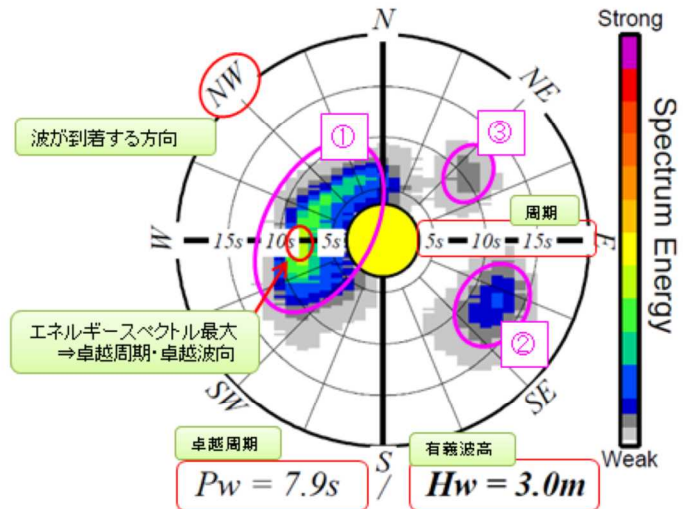 N
Strong
NW
NE
①
③
波が到着する方向
周期
W
15s
10s
5s
5s
10s
15s
E
Spectrum Energy
エネルギースペクトル最大
⇒卓越周期・卓越波向
②
SW
SE
卓越周期
S
有義波高
Weak
Pw = 7.9s / Hw = 3.0m